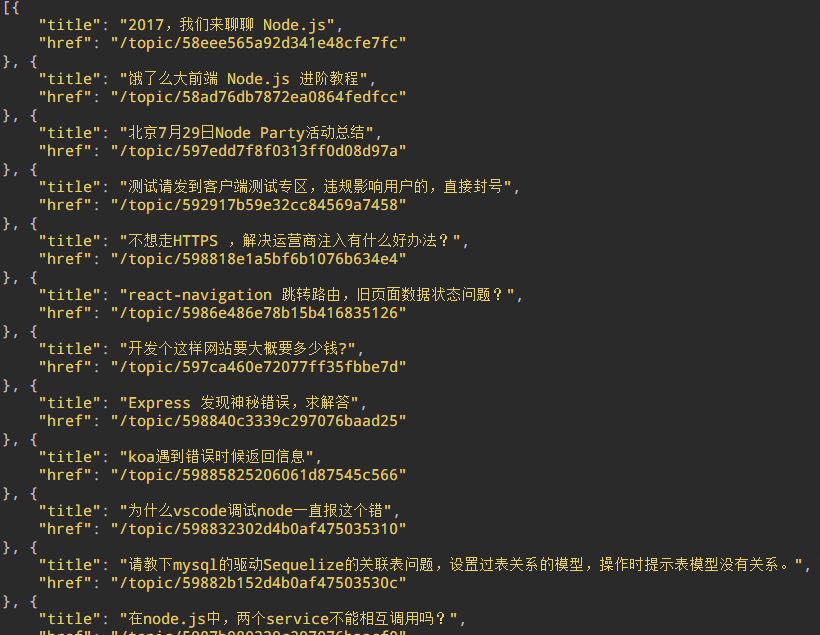 [{
    "title": "2017，我们来聊聊 Node.js",
    "href": "/topic/58eee565a92d341e48cfe7fc"
}, {
    "title": "饿了么大前端 Node.js 进阶教程",
    "href": "/topic/58ad76db7872ea0864fedfcc"
}, {
    "title": "北京7月29日Node Party活动总结",
    "href": "/topic/597edd7f8f0313ff0d08d97a"
}, {
    "title": "测试请发到客户端测试专区，违规影响用户的，直接封号",
    "href": "/topic/592917b59e32cc84569a7458"
}, {
    "title": "不想走HTTPS ，解决运营商注入有什么好办法？",
    "href": "/topic/598818e1a5bf6b1076b634e4"
}, {
    "title": "react-navigation 跳转路由，旧页面数据状态问题？",
    "href": "/topic/5986e486e78b15b416835126"
}, {
    "title": "开发个这样网站要大概要多少钱?",
    "href": "/topic/597ca460e72077ff35fbbe7d"
}, {
    "title": "Express 发现神秘错误，求解答",
    "href": "/topic/598840c3339c297076baad25"
}, {
    "title": "koa遇到错误时候返回信息",
    "href": "/topic/59885825206061d87545c566"
}, {
    "title": "为什么vscode调试node一直报这个错",
    "href": "/topic/598832302d4b0af475035310"
}, {
    "title": "请教下mysql的驱动Sequelize的关联表问题，设置过表关系的模型，操作时提示表模型没有关系。",
    "href": "/topic/59882b152d4b0af47503530c"
}, {
    "title": "在node.js中，两个service不能相互调用吗？",